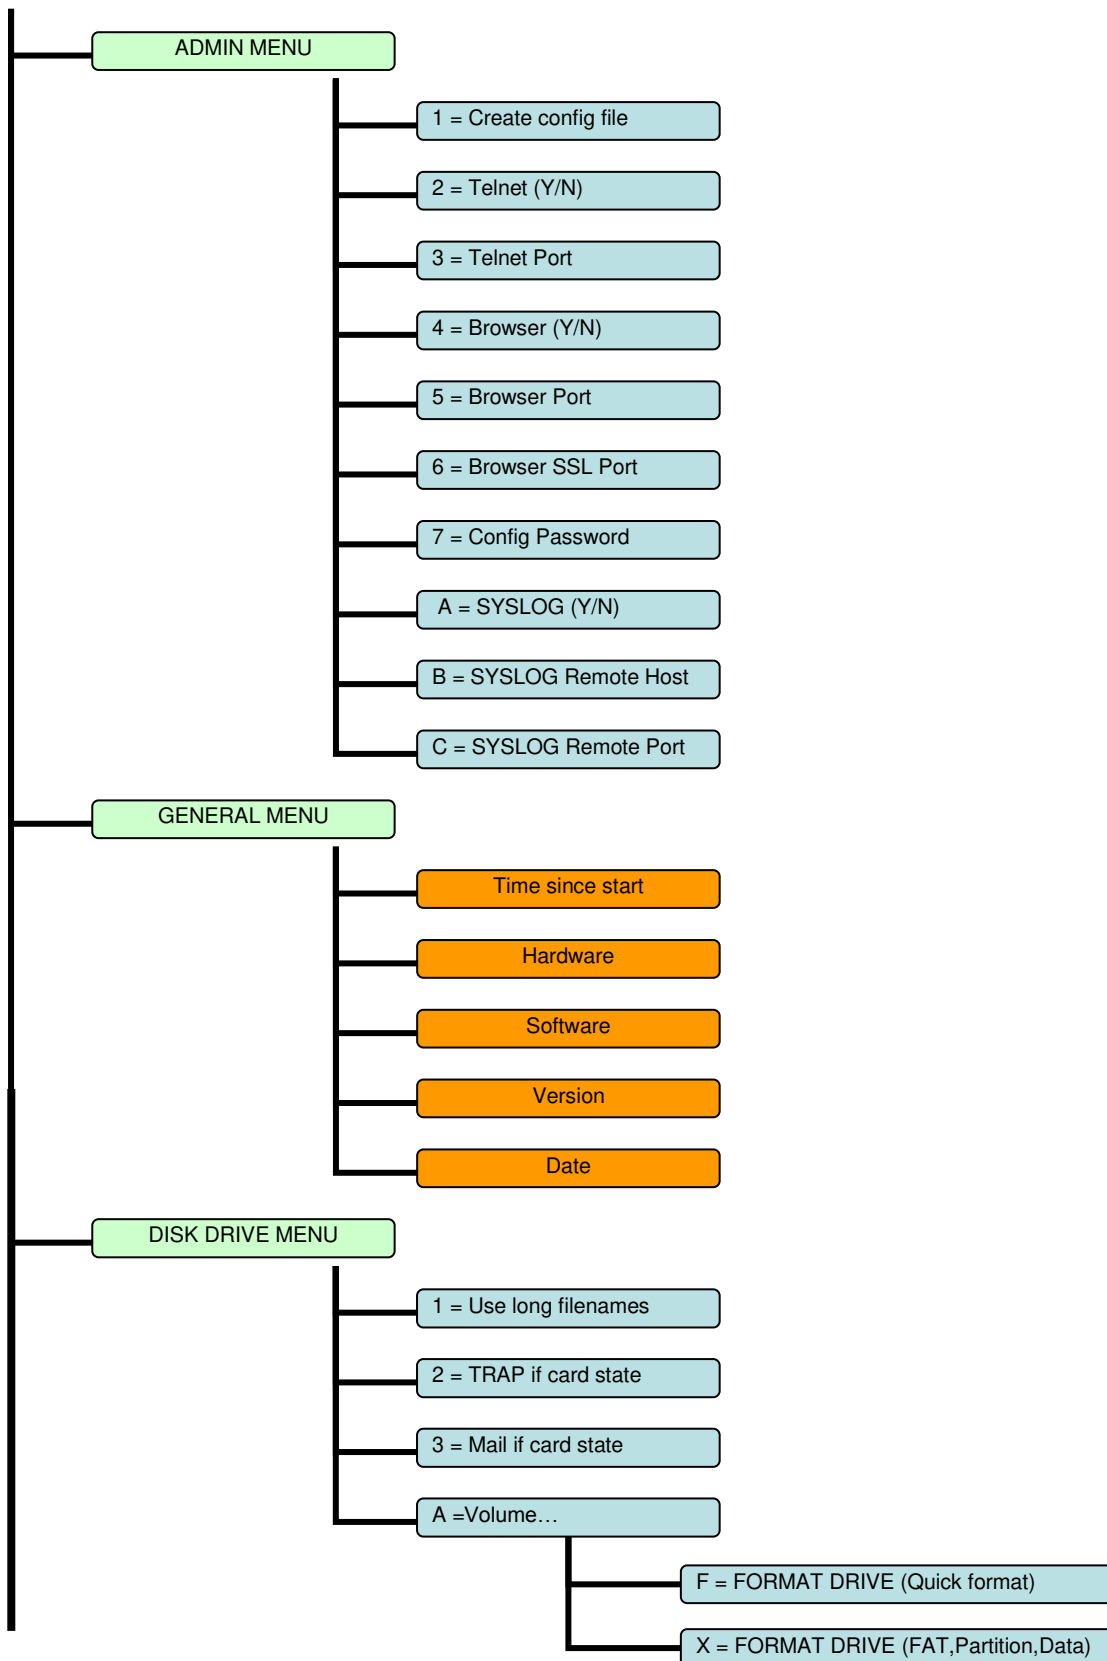 ADMIN MENU
1 = Create config file
2 = Telnet (Y/N)
3 = Telnet Port
4 = Browser (Y/N)
5 = Browser Port
6 = Browser SSL Port
7 = Config Password
A = SYSLOG (Y/N)
B = SYSLOG Remote Host
C = SYSLOG Remote Port
GENERAL MENU
Time since start
Hardware
Software
Version
Date
DISK DRIVE MENU
1 = Use long filenames
2 = TRAP if card state
3 = Mail if card state
A =Volume…
F = FORMAT DRIVE (Quick format)
X = FORMAT DRIVE (FAT,Partition,Data)